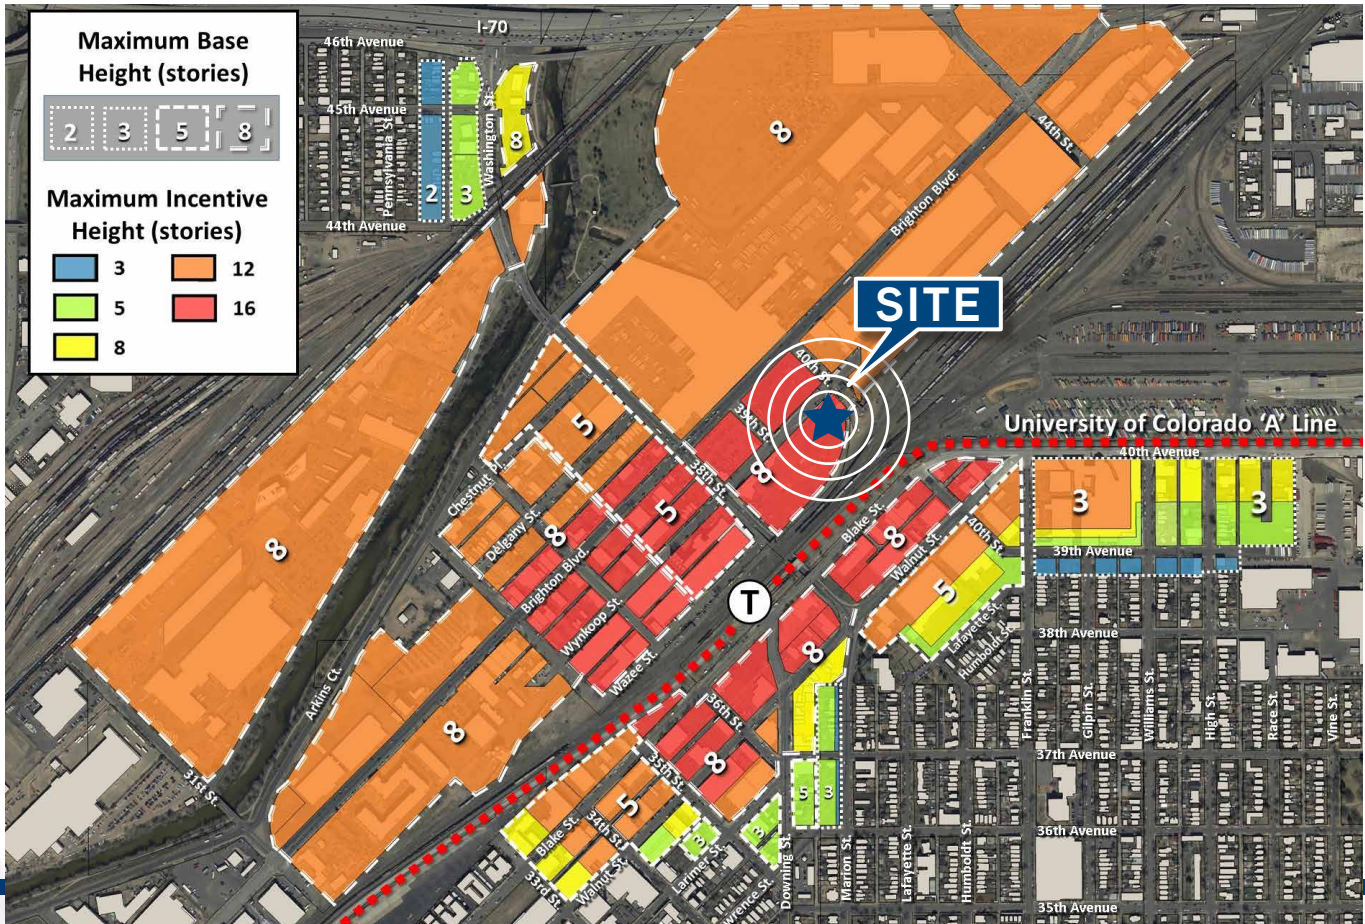 Maximum Base
Height (stories)
2 3 5 8
Maximum Incentive
Height (stories)
3 12
5 16
8
I-70
46th Avenue
45th Avenue
44th Avenue
Pennsylvania St.
Washington St.
2
3
8
8
44th St.
Brighton Blvd.
SITE
40th St.
39th St.
38th St.
8
5
5
8
Chestnut Pl.
Delgany St.
Brighton Blvd.
Wynkoop St.
Wazee St.
8
Arkins Ct.
31st St.
8
T
University of Colorado 'A' Line
40th Avenue
Blake St.
Walnut St.
8
40th St.
5
3
3
39th Avenue
Lafayette St.
Humboldt St.
38th Avenue
Franklin St.
Gilpin St.
Williams St.
High St.
Race St.
Vine St.
37th Avenue
36th Avenue
35th Avenue
8
36th St.
8
35th St.
5
34th St.
Blake St.
33rd St.
Walnut St.
3
Larimer St.
3
wrence St.
5
3
Downing St.
Marion St.
Lafayette St.
Humboldt St.